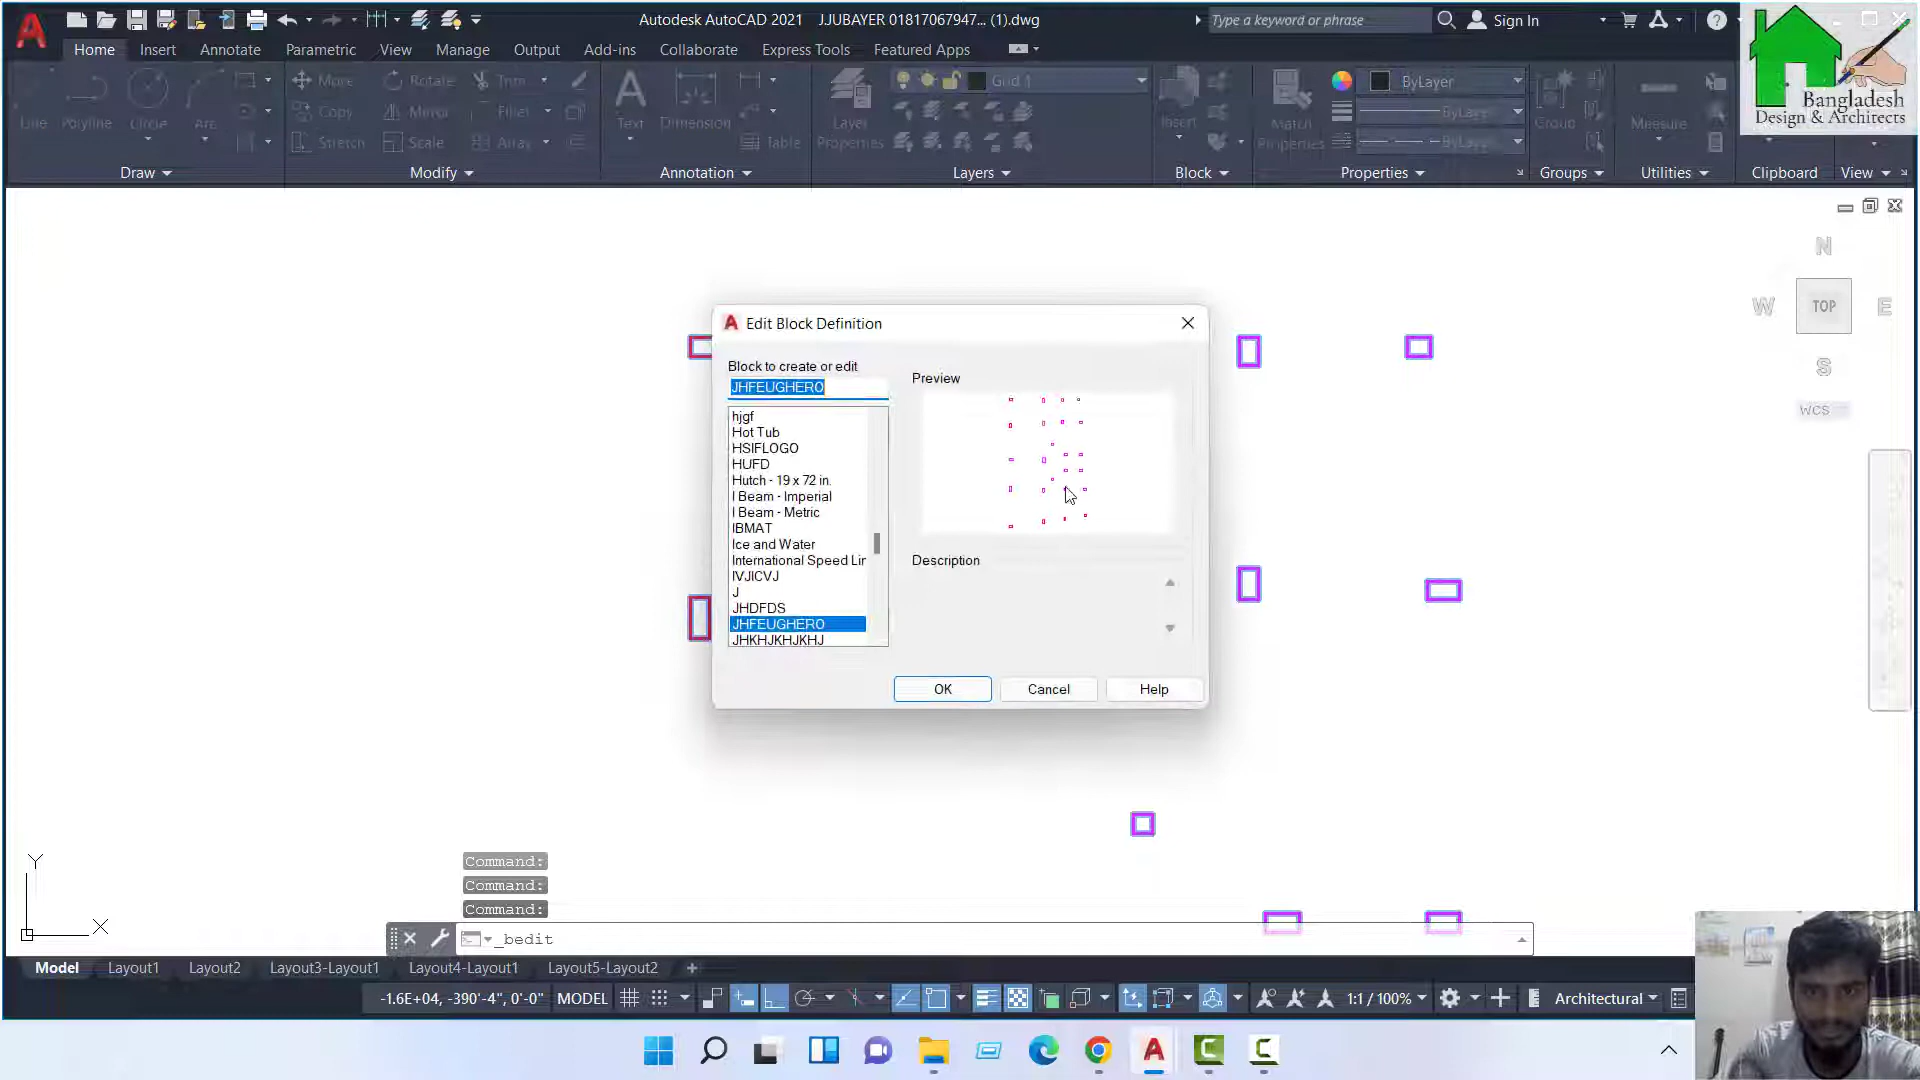 Autodesk AutoCAD 2021 JJUBAYER 01817067947... (1).dwg
Type a keyword or phrase
Sign In
Home Insert Annotate Parametric View Manage Output Add-ins Collaborate Express Tools Featured Apps
Line Polyline Circle Arc
Move Rotate Trim
Copy Mirror Fillet
Stretch Scale Array
Text Dimension Table
Layer Properties
Grid 1
Insert
Match Properties
ByLayer
ByLayer
ByLayer
Group
Measure
Draw Modify Annotation Layers Block Properties Groups Utilities Clipboard View
Bangladesh
Design & Architects
N
W TOP E
S
WCS
Edit Block Definition
Block to create or edit
JHFEUGHERO
hjgf
Hot Tub
HSIFLOGO
HUFD
Hutch - 19 x 72 in.
I Beam - Imperial
I Beam - Metric
IBMAT
Ice and Water
International Speed Lir
IVJICVJ
J
JHDFDS
JHFEUGHERO
JHKHJKHJKHJ
Preview
Description
OK Cancel Help
Y
X
Command:
Command:
Command:
_bedit
Model Layout1 Layout2 Layout3-Layout1 Layout4-Layout1 Layout5-Layout2
-1.6E+04, -390'-4", 0'-0" MODEL 1:1 / 100% Architectural